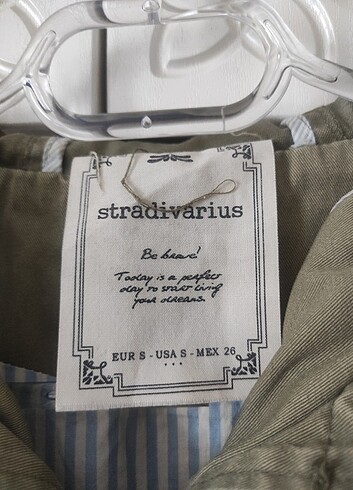 stradivarius
Be brave!
Today is a perfect
day to start living
your dreams.
EUR S - USA S - MEX 26